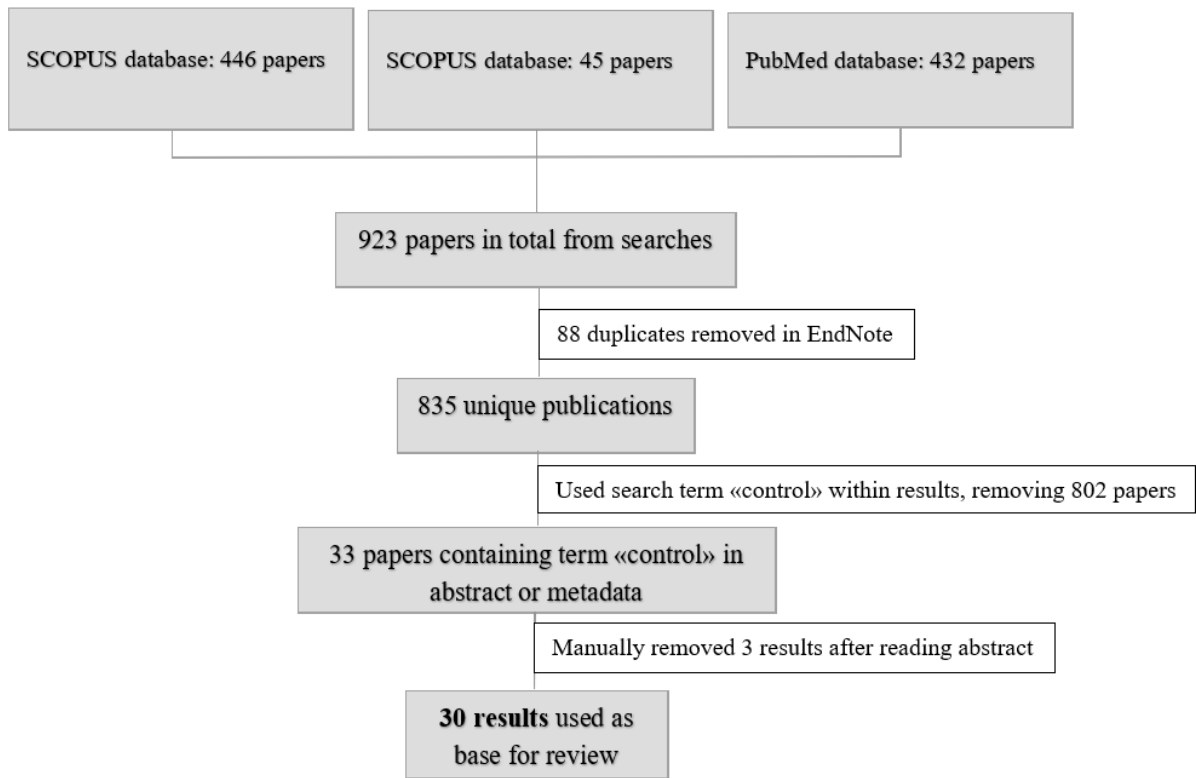 SCOPUS database: 446 papers
SCOPUS database: 45 papers
PubMed database: 432 papers
923 papers in total from searches
88 duplicates removed in EndNote
835 unique publications
Used search term «control» within results, removing 802 papers
33 papers containing term «control» in
abstract or metadata
Manually removed 3 results after reading abstract
30 results used as
base for review